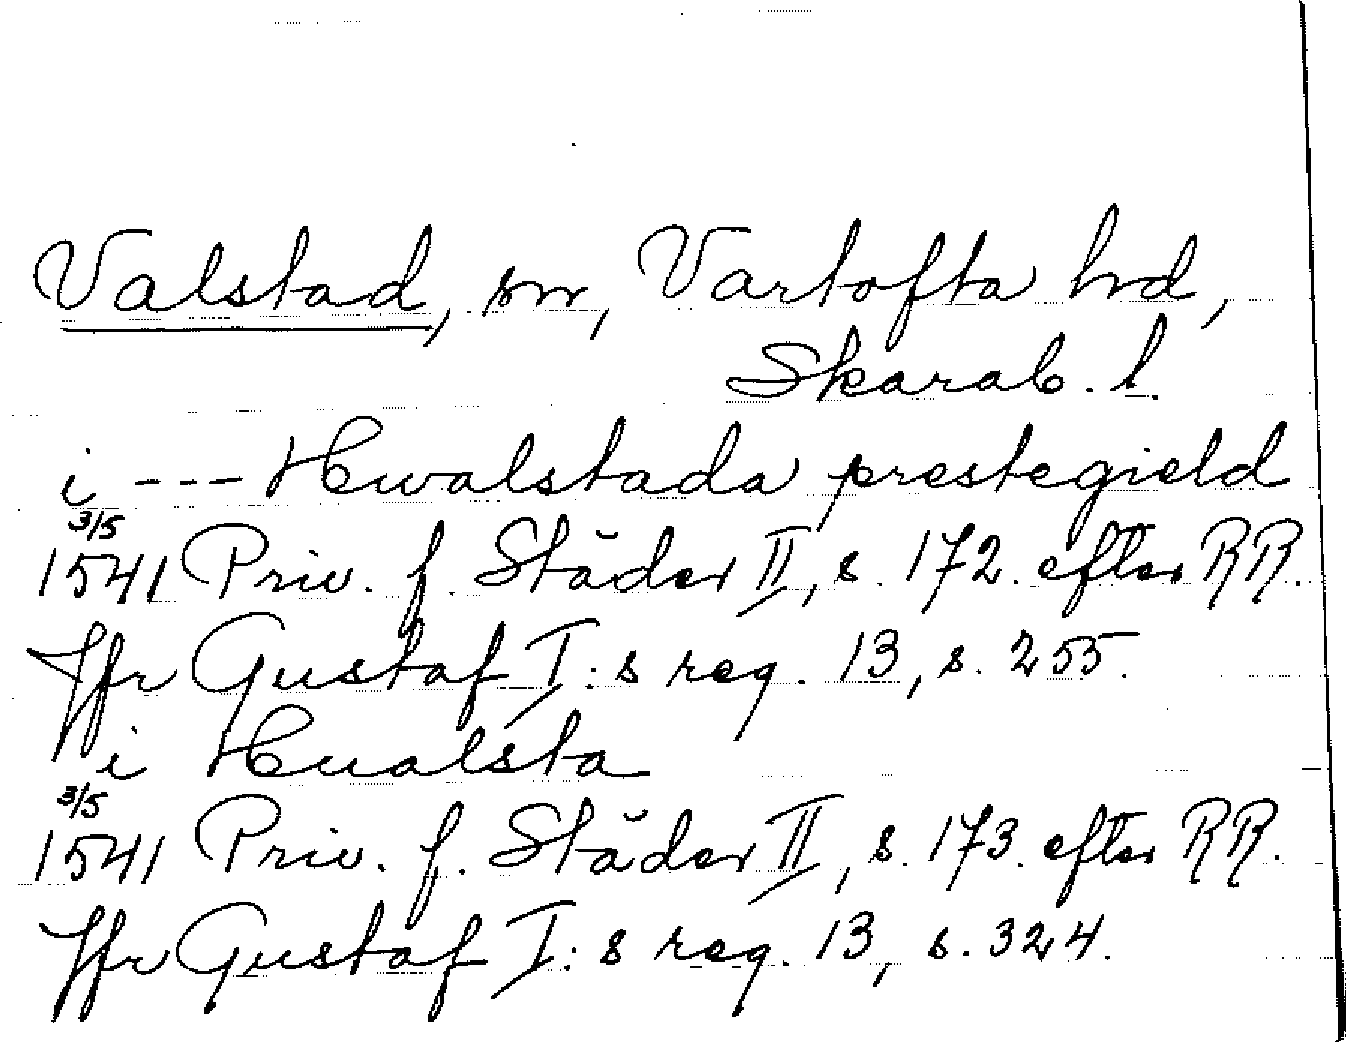 Valstad, sn, Vartofta hd,
Skarab. l.
i --- Hwalstada prestegield
3/5
1541 Priv. f. Städer II, s. 172. efter RR.
Jfr Gustaf I:s reg. 13, s. 255.
i Hualsta
3/5
1541 Priv. f. Städer II, s. 173. efter RR.
Jfr Gustaf I:s reg. 13, s. 324.